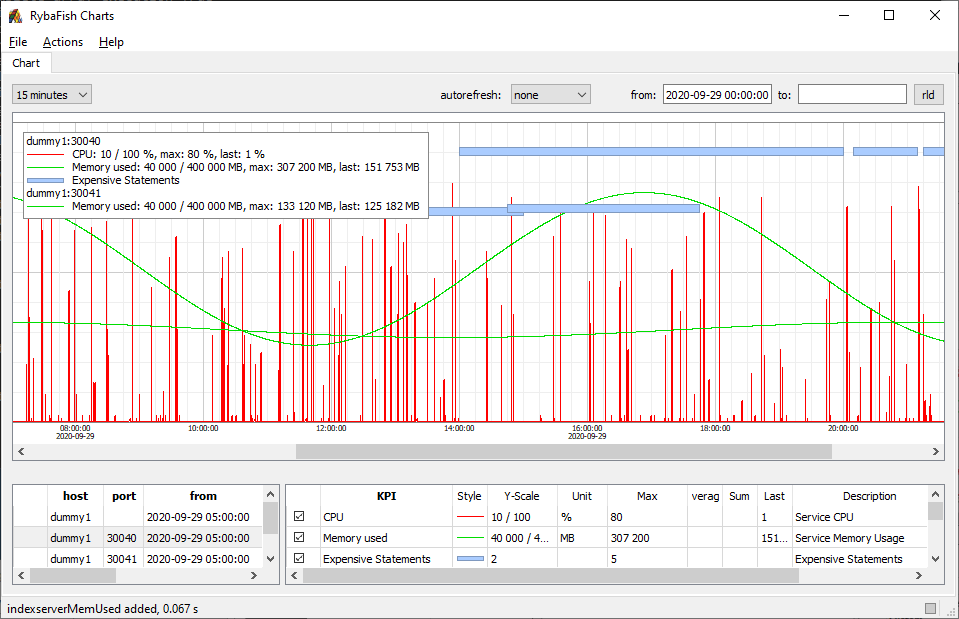 RybaFish Charts
File Actions Help
Chart
15 minutes autorefresh: none from: 2020-09-29 00:00:00 to: rld
dummy1:30040
CPU: 10 / 100 %, max: 80 %, last: 1 %
Memory used: 40 000 / 400 000 MB, max: 307 200 MB, last: 151 753 MB
Expensive Statements
dummy1:30041
Memory used: 40 000 / 400 000 MB, max: 133 120 MB, last: 125 182 MB
08:00:00 10:00:00 12:00:00 14:00:00 16:00:00 18:00:00 20:00:00
2020-09-29 2020-09-29
host port from
dummy1 2020-09-29 05:00:00
dummy1 30040 2020-09-29 05:00:00
dummy1 30041 2020-09-29 05:00:00
KPI Style Y-Scale Unit Max verag Sum Last Description
CPU 10 / 100 % 80 1 Service CPU
Memory used 40 000 / 4... MB 307 200 151... Service Memory Usage
Expensive Statements 2 5 Expensive Statements
indexserverMemUsed added, 0.067 s